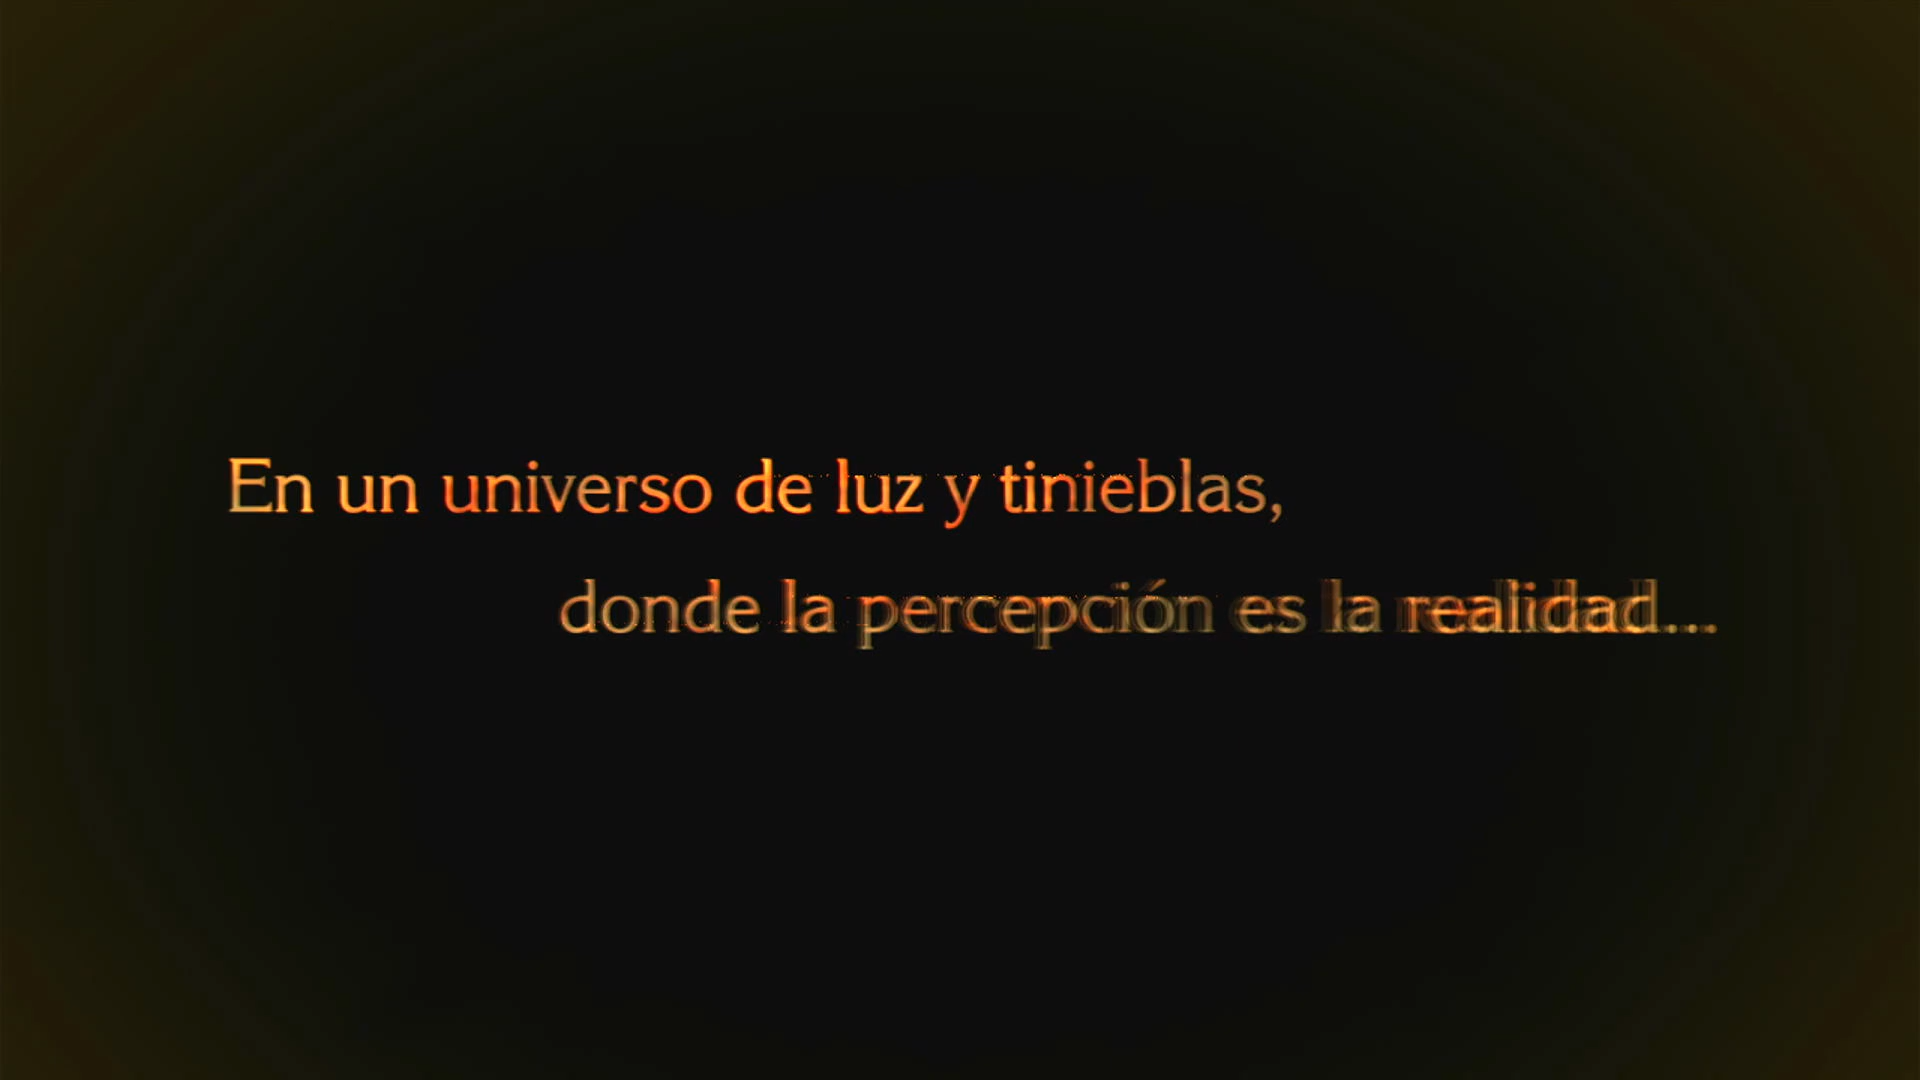 En un universo de luz y tinieblas,
donde la percepción es la realidad...